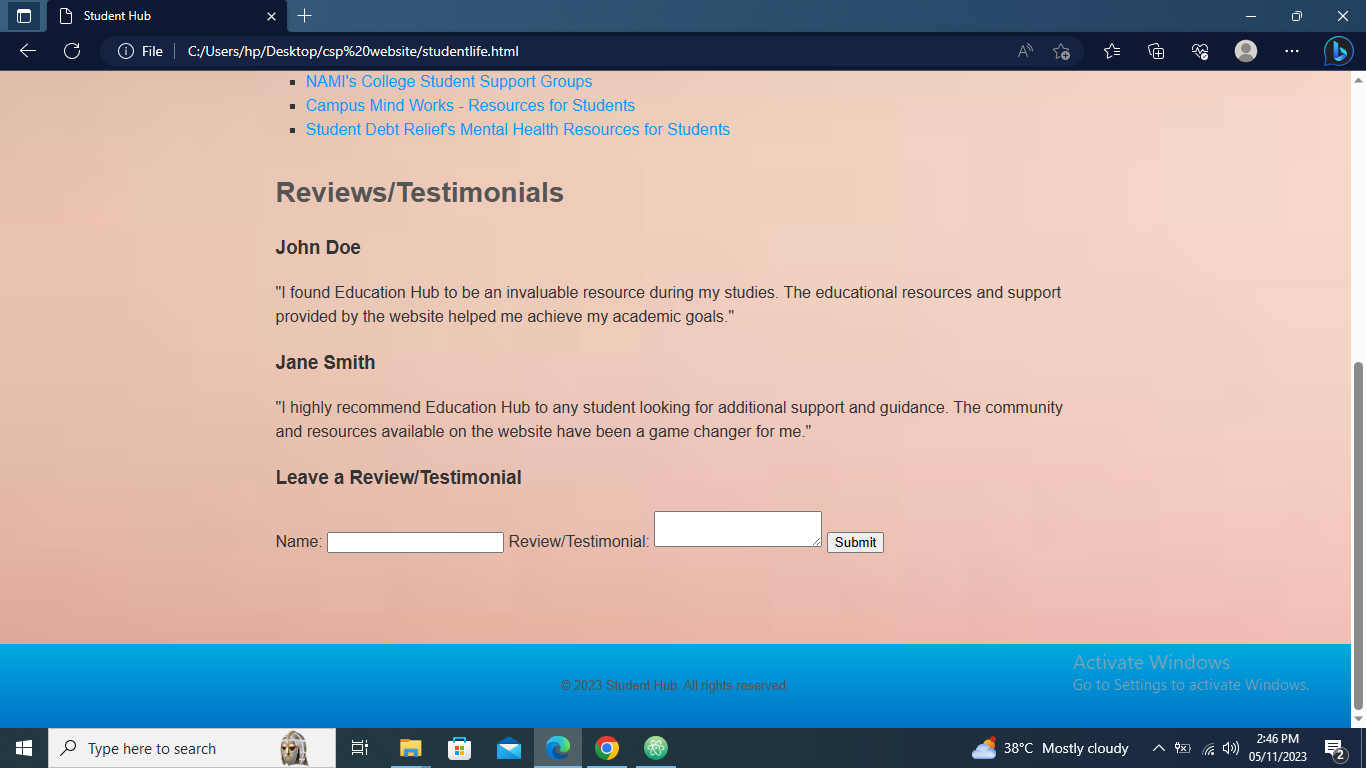 Student Hub
File
C:/Users/hp/Desktop/csp%20website/studentlife.html
NAMI's College Student Support Groups
Campus Mind Works - Resources for Students
Student Debt Relief's Mental Health Resources for Students
Reviews/Testimonials
John Doe
"I found Education Hub to be an invaluable resource during my studies. The educational resources and support
provided by the website helped me achieve my academic goals."
Jane Smith
"I highly recommend Education Hub to any student looking for additional support and guidance. The community
and resources available on the website have been a game changer for me."
Leave a Review/Testimonial
Name: Review/Testimonial: Submit
© 2023 Student Hub. All rights reserved.
Activate Windows
Go to Settings to activate Windows.
Type here to search
38°C Mostly cloudy
2:46 PM
05/11/2023
2